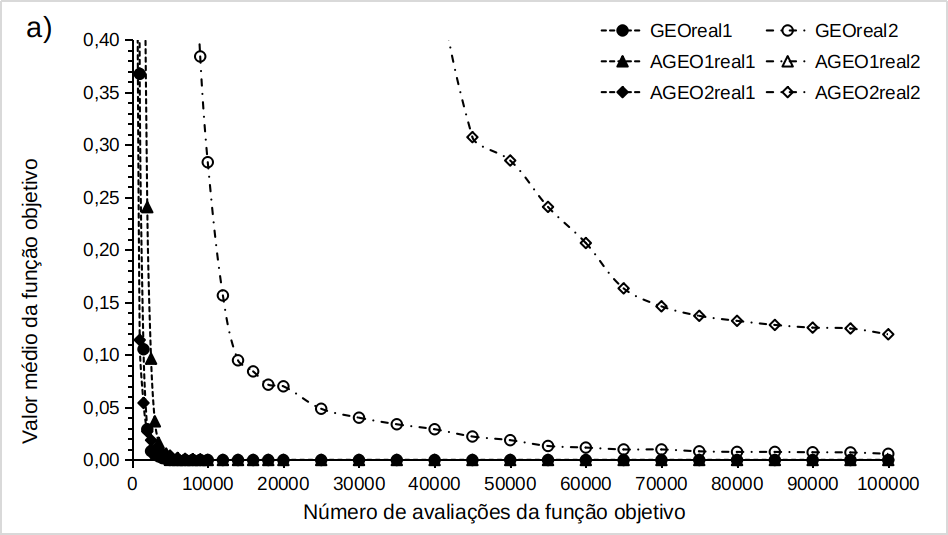 a)
GEOreal1
GEOreal2
AGEO1real1
AGEO1real2
AGEO2real1
AGEO2real2
Valor médio da função objetivo
0,40
0,35
0,30
0,25
0,20
0,15
0,10
0,05
0,00
0 10000 20000 30000 40000 50000 60000 70000 80000 90000 100000
Número de avaliações da função objetivo